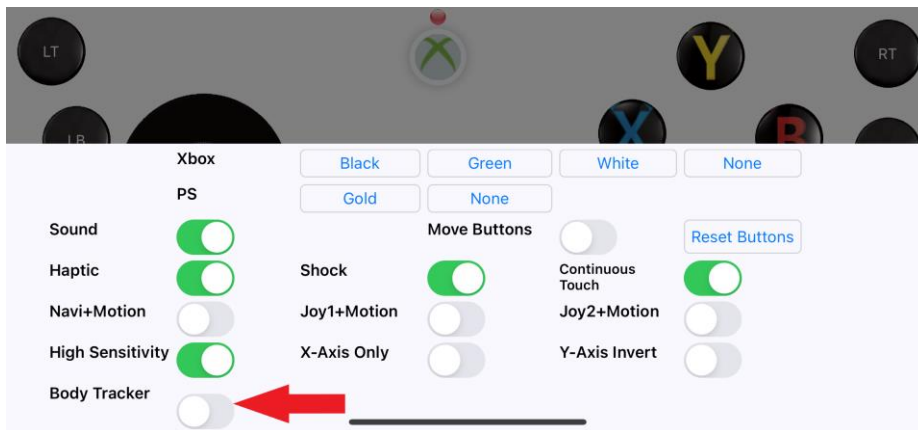 LT
Y
RT
LB
X
B
Xbox Black Green White None
PS Gold None
Sound Move Buttons Reset Buttons
Haptic Shock Continuous
Touch
Navi+Motion Joy1+Motion Joy2+Motion
High Sensitivity X-Axis Only Y-Axis Invert
Body Tracker